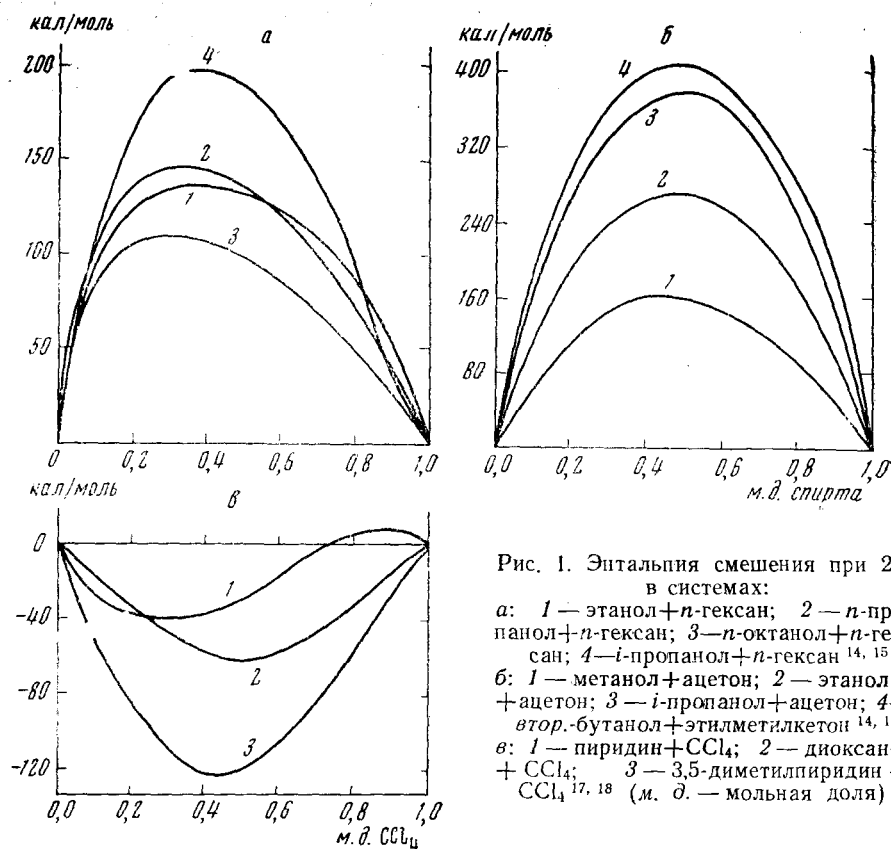 кал/моль
а
200
150
100
50
0
0,2
0,4
0,6
0,8
1,0
4
2
1
3
кал/моль
б
400
320
240
160
80
0,0
0,2
0,4
0,6
0,8
1,0
м.д. спирта
4
3
2
1
кал/моль
в
0
-40
-80
-120
0,0
0,2
0,4
0,6
0,8
1,0
м.д. CCl₄
1
2
3
Рис. 1. Энтальпия смешения при 2
в системах:
а: 1 — этанол+n-гексан; 2 — n-пр
панол+n-гексан; 3—n-октанол+n-ге
сан; 4—i-пропанол+n-гексан 14, 15
б: 1 — метанол+ацетон; 2 — этанол
+ацетон; 3 — i-пропанол+ацетон; 4-
втор.-бутанол+этилметилкетон 14, 1
в: 1 — пиридин+CCl₄; 2 — диоксан
+ CCl₄; 3 — 3,5-диметилпиридин
CCl₄ 17, 18 (м. д. — мольная доля)